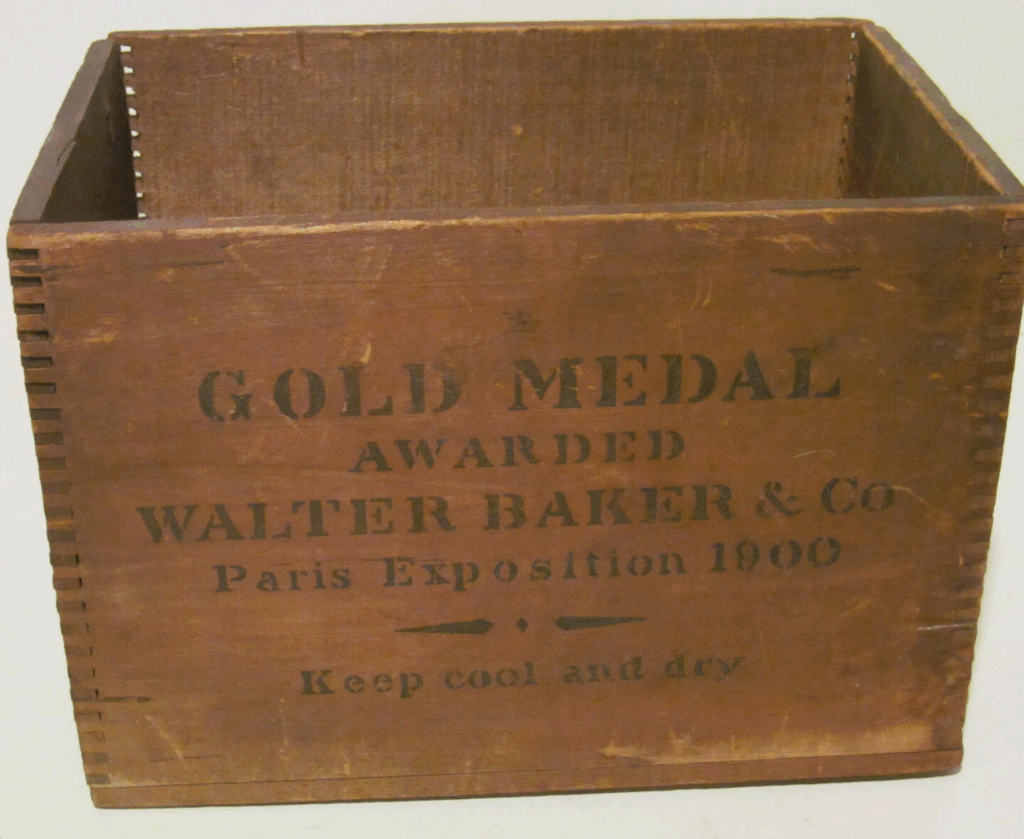 GOLD MEDAL
AWARDED
WALTER BAKER & Co
Paris Exposition 1900
Keep cool and dry